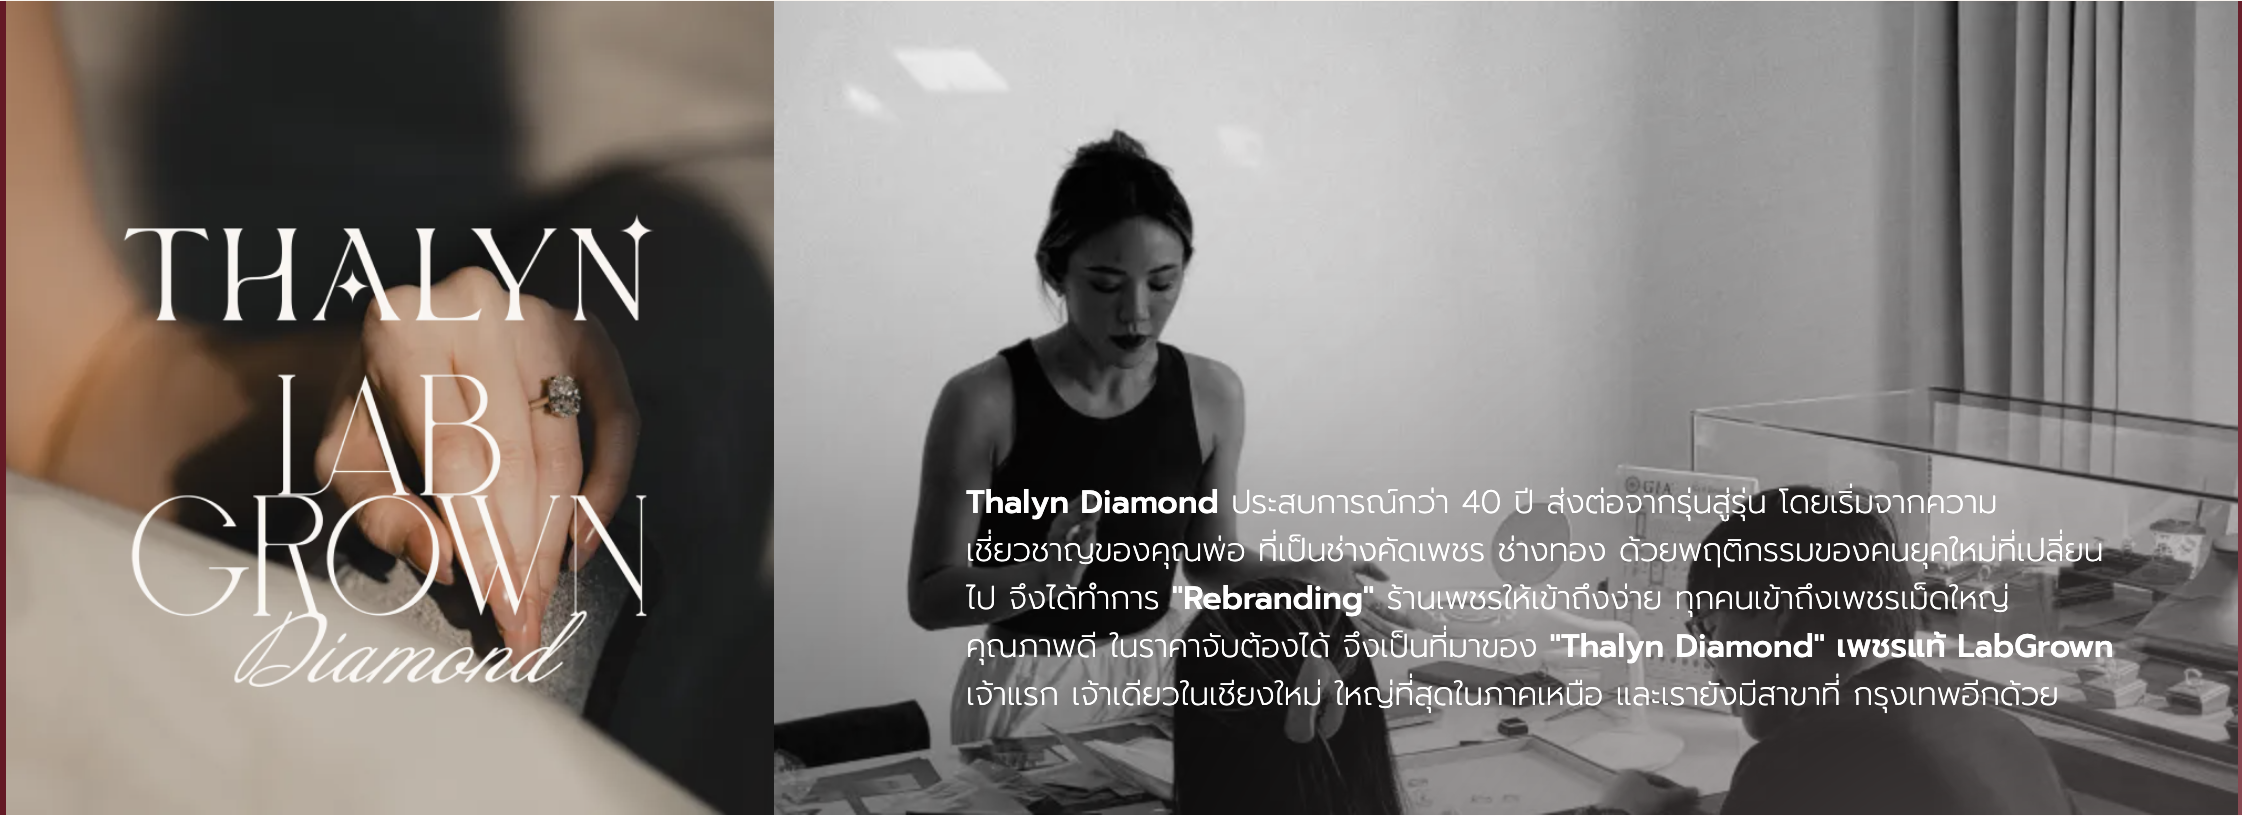 THALYN
LAB
GROWN
Diamond
Thalyn Diamond ประสบการณ์กว่า 40 ปี ส่งต่อจากรุ่นสู่รุ่น โดยเริ่มจากความ
เชี่ยวชาญของคุณพ่อ ที่เป็นช่างคัดเพชร ช่างทอง ด้วยพฤติกรรมของคนยุคใหม่ที่เปลี่ยน
ไป จึงได้ทำการ "Rebranding" ร้านเพชรให้เข้าถึงง่าย ทุกคนเข้าถึงเพชรเม็ดใหญ่
คุณภาพดี ในราคาจับต้องได้ จึงเป็นที่มาของ "Thalyn Diamond" เพชรแท้ LabGrown
เจ้าแรก เจ้าเดียวในเชียงใหม่ ใหญ่ที่สุดในภาคเหนือ และเรายังมีสาขาที่ กรุงเทพอีกด้วย
GIA